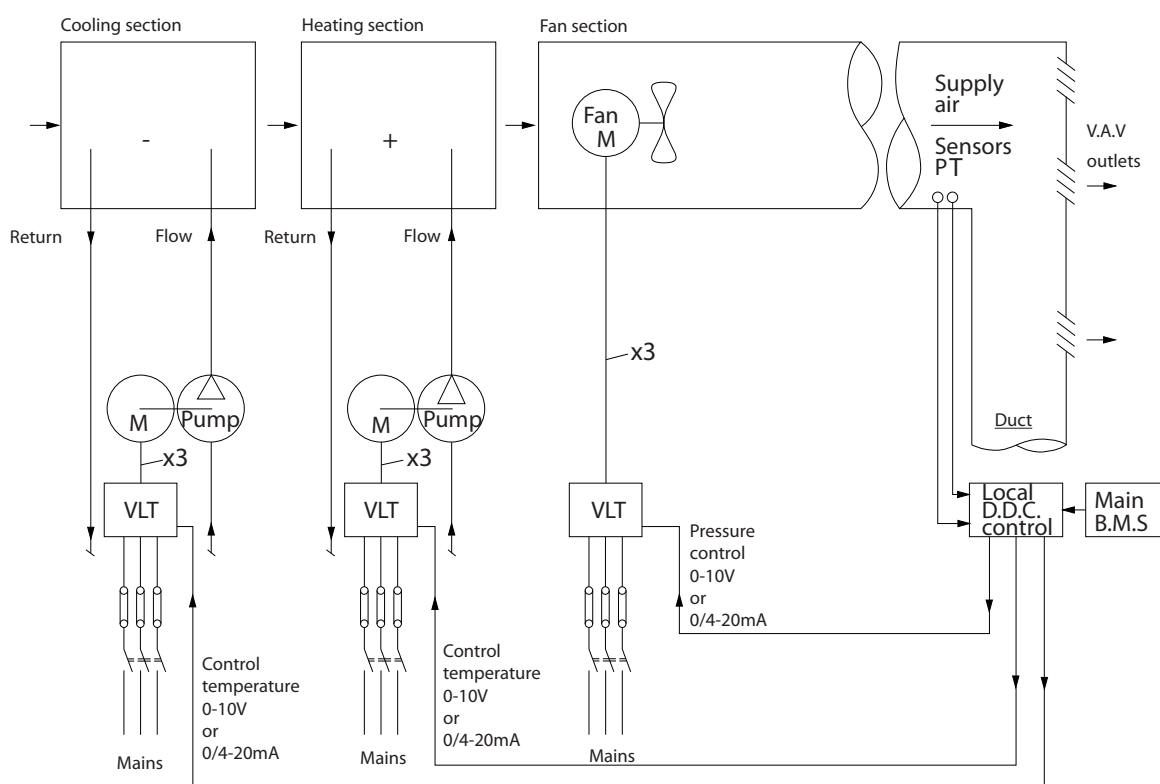 Cooling section
Heating section
Fan section
-
+
Fan
M
Supply
air
Sensors
PT
V.A.V
outlets
Return
Flow
Return
Flow
x3
M
Pump
x3
VLT
M
Pump
x3
VLT
VLT
Duct
Local
D.D.C.
control
Main
B.M.S
Pressure
control
0-10V
or
0/4-20mA
Control
temperature
0-10V
or
0/4-20mA
Control
temperature
0-10V
or
0/4-20mA
Mains
Mains
Mains